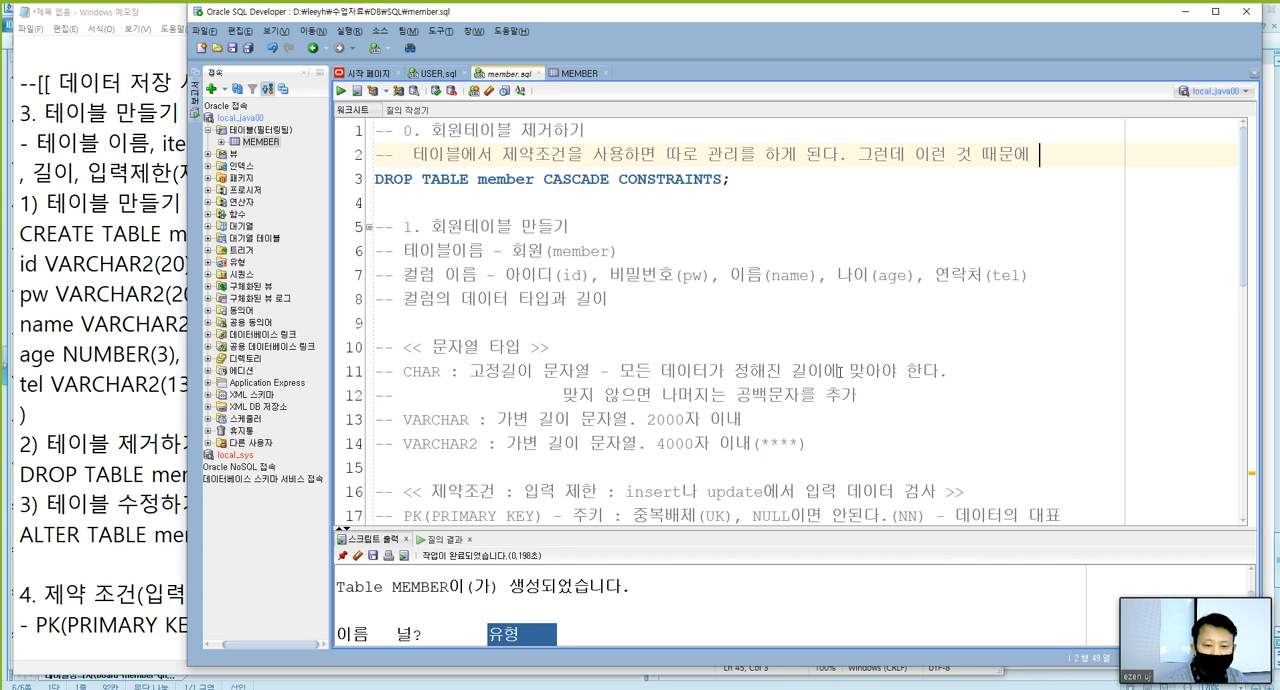 *제목 없음 - Windows 메모장
파일(F) 편집(E) 서식(O) 보기(V) 도움말
--[[ 데이터 저장
3. 테이블 만들기
- 테이블 이름, ite
, 길이, 입력제한(
1) 테이블 만들기
CREATE TABLE m
id VARCHAR2(20)
pw VARCHAR2(20
name VARCHAR2
age NUMBER(3),
tel VARCHAR2(13
)
2) 테이블 제거하
DROP TABLE mem
3) 테이블 수정하
ALTER TABLE mem
4. 제약 조건(입력
- PK(PRIMARY KE
Oracle SQL Developer : D:\leeyh\수업자료\DB\SQL\member.sql
파일(F) 편집(E) 보기(V) 이동(N) 실행(R) 소스 팀(M) 도구(T) 창(W) 도움말(H)
접속
Oracle 접속
local_java00
테이블(필터링됨)
MEMBER
뷰
인덱스
패키지
프로시저
연산자
함수
대기열
대기열 테이블
트리거
유형
시퀀스
구체화된 뷰
구체화된 뷰 로그
동의어
공용 동의어
데이터베이스 링크
공용 데이터베이스 링크
디렉토리
에디션
Application Express
XML 스키마
XML DB 저장소
스케줄러
휴지통
다른 사용자
local_sys
Oracle NoSQL 접속
데이터베이스 스키마 서비스 접속
시작 페이지 USER.sql member.sql MEMBER
local_java00
워크시트 질의 작성기
1 -- 0. 회원테이블 제거하기
2 --  테이블에서 제약조건을 사용하면 따로 관리를 하게 된다. 그런데 이런 것 때문에
3 DROP TABLE member CASCADE CONSTRAINTS;
4
5 -- 1. 회원테이블 만들기
6 -- 테이블이름 - 회원(member)
7 -- 컬럼 이름 - 아이디(id), 비밀번호(pw), 이름(name), 나이(age), 연락처(tel)
8 -- 컬럼의 데이터 타입과 길이
9
10 -- << 문자열 타입 >>
11 -- CHAR : 고정길이 문자열 - 모든 데이터가 정해진 길이에 맞아야 한다.
12 -- 맞지 않으면 나머지는 공백문자를 추가
13 -- VARCHAR : 가변 길이 문자열. 2000자 이내
14 -- VARCHAR2 : 가변 길이 문자열. 4000자 이내(****)
15
16 -- << 제약조건 : 입력 제한 : insert나 update에서 입력 데이터 검사 >>
17 -- PK(PRIMARY KEY) - 주키 : 중복배제(UK), NULL이면 안된다.(NN) - 데이터의 대표
스크립트 출력 질의 결과
작업이 완료되었습니다.(0,198초)
Table MEMBER이(가) 생성되었습니다.
이름 널? 유형
Ln 45, Col 3 100% Windows (CRLF) UTF-8
ezen uj